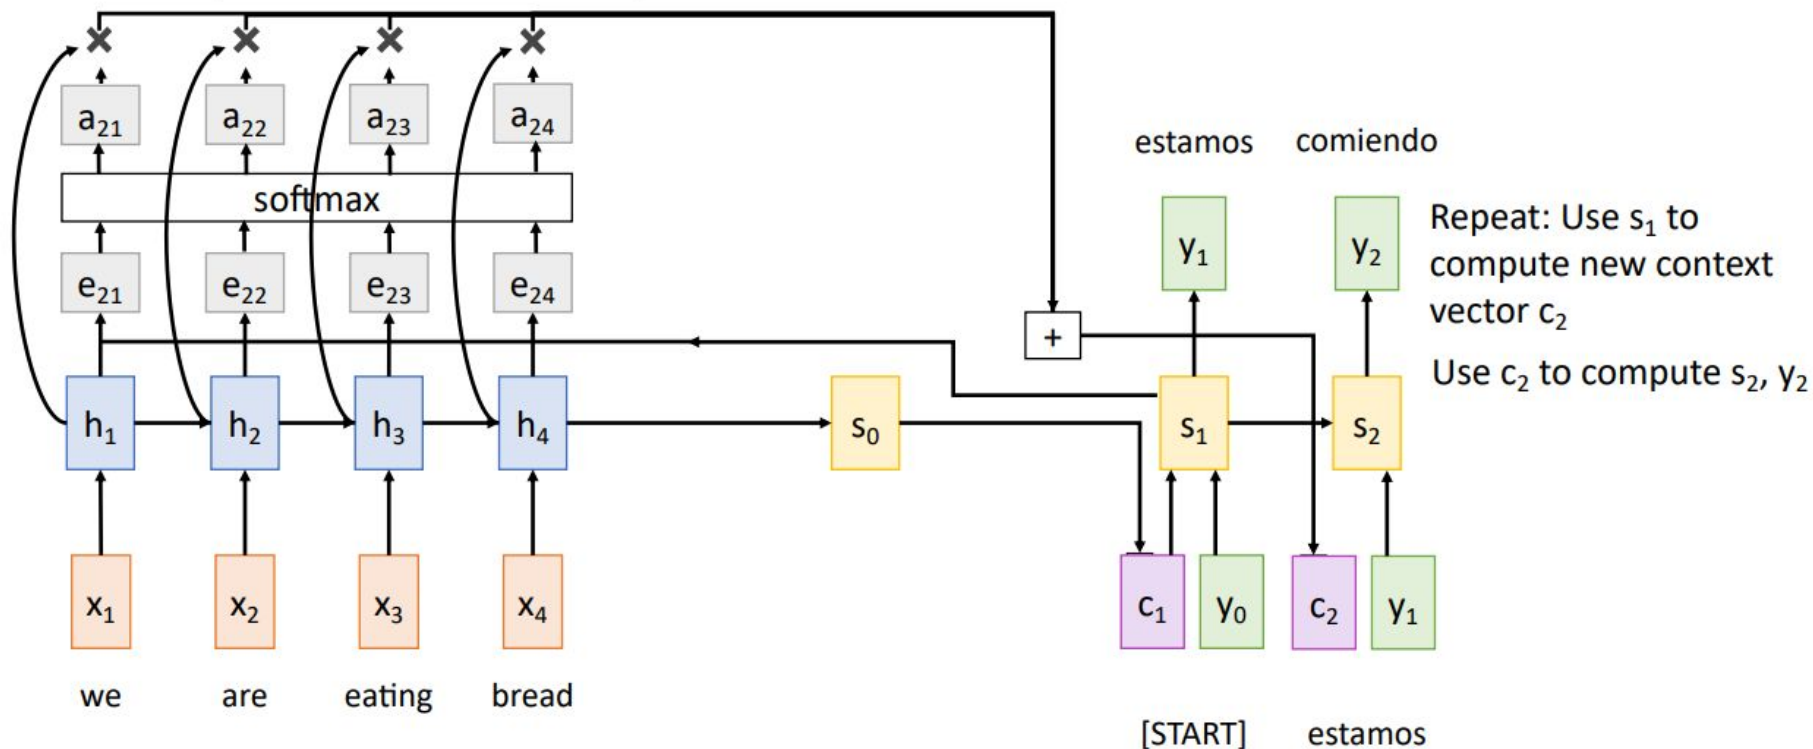 a₂₁ a₂₂ a₂₃ a₂₄
softmax
e₂₁ e₂₂ e₂₃ e₂₄
h₁ h₂ h₃ h₄ s₀ s₁ s₂
x₁ x₂ x₃ x₄
we are eating bread
estamos comiendo
y₁ y₂
+
c₁ y₀ c₂ y₁
[START] estamos
Repeat: Use s₁ to
compute new context
vector c₂
Use c₂ to compute s₂, y₂